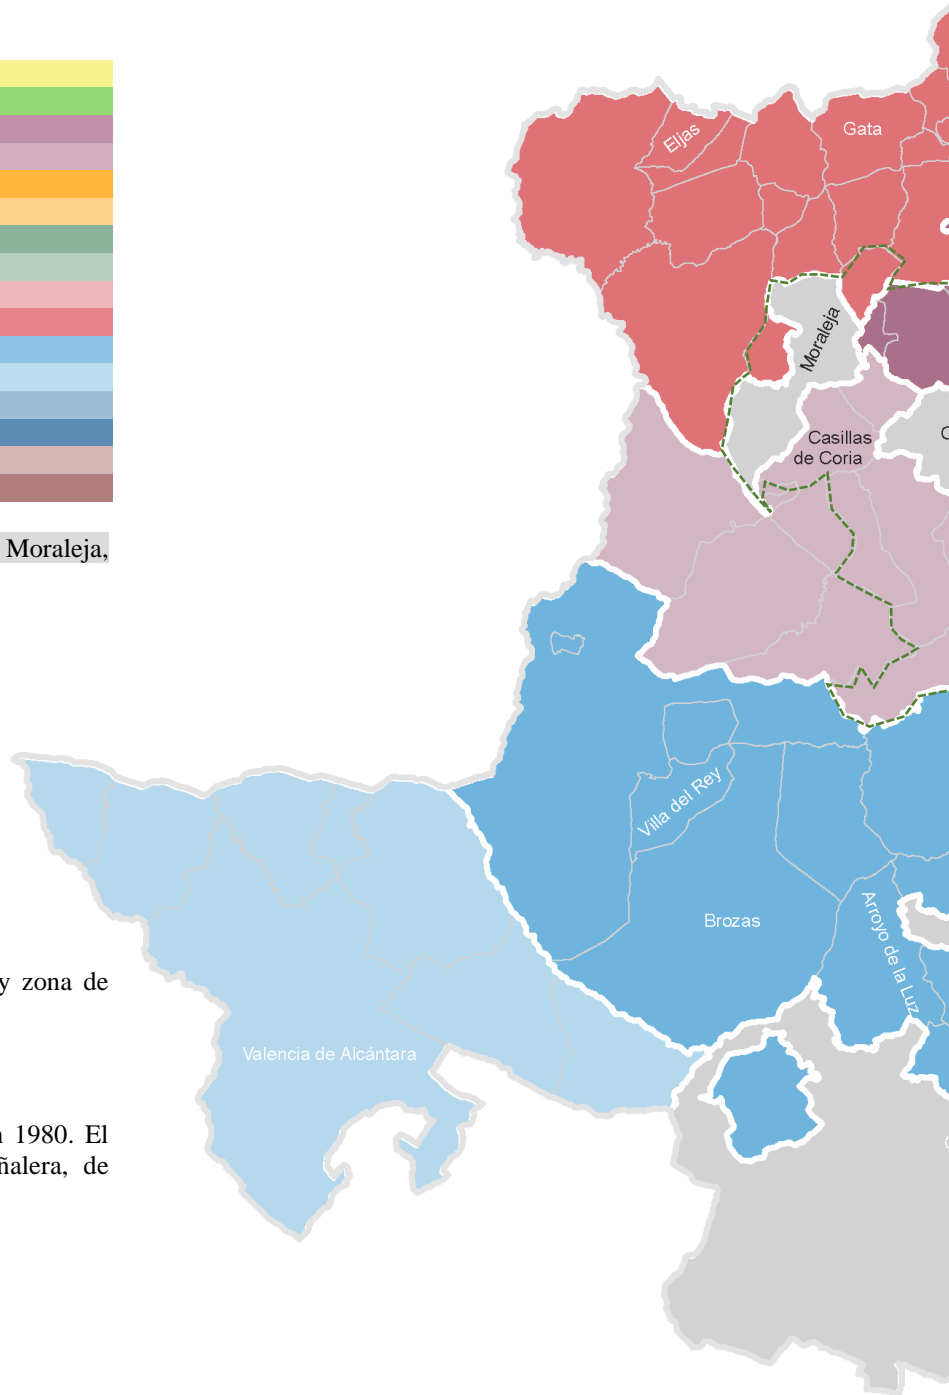 Moraleja,
y zona de
1980. El
de
Eljas
Gata
Moraleja
Casillas
de Coria
Villa del Rey
Brozas
Arroyo de la Luz
Valencia de Alcántara